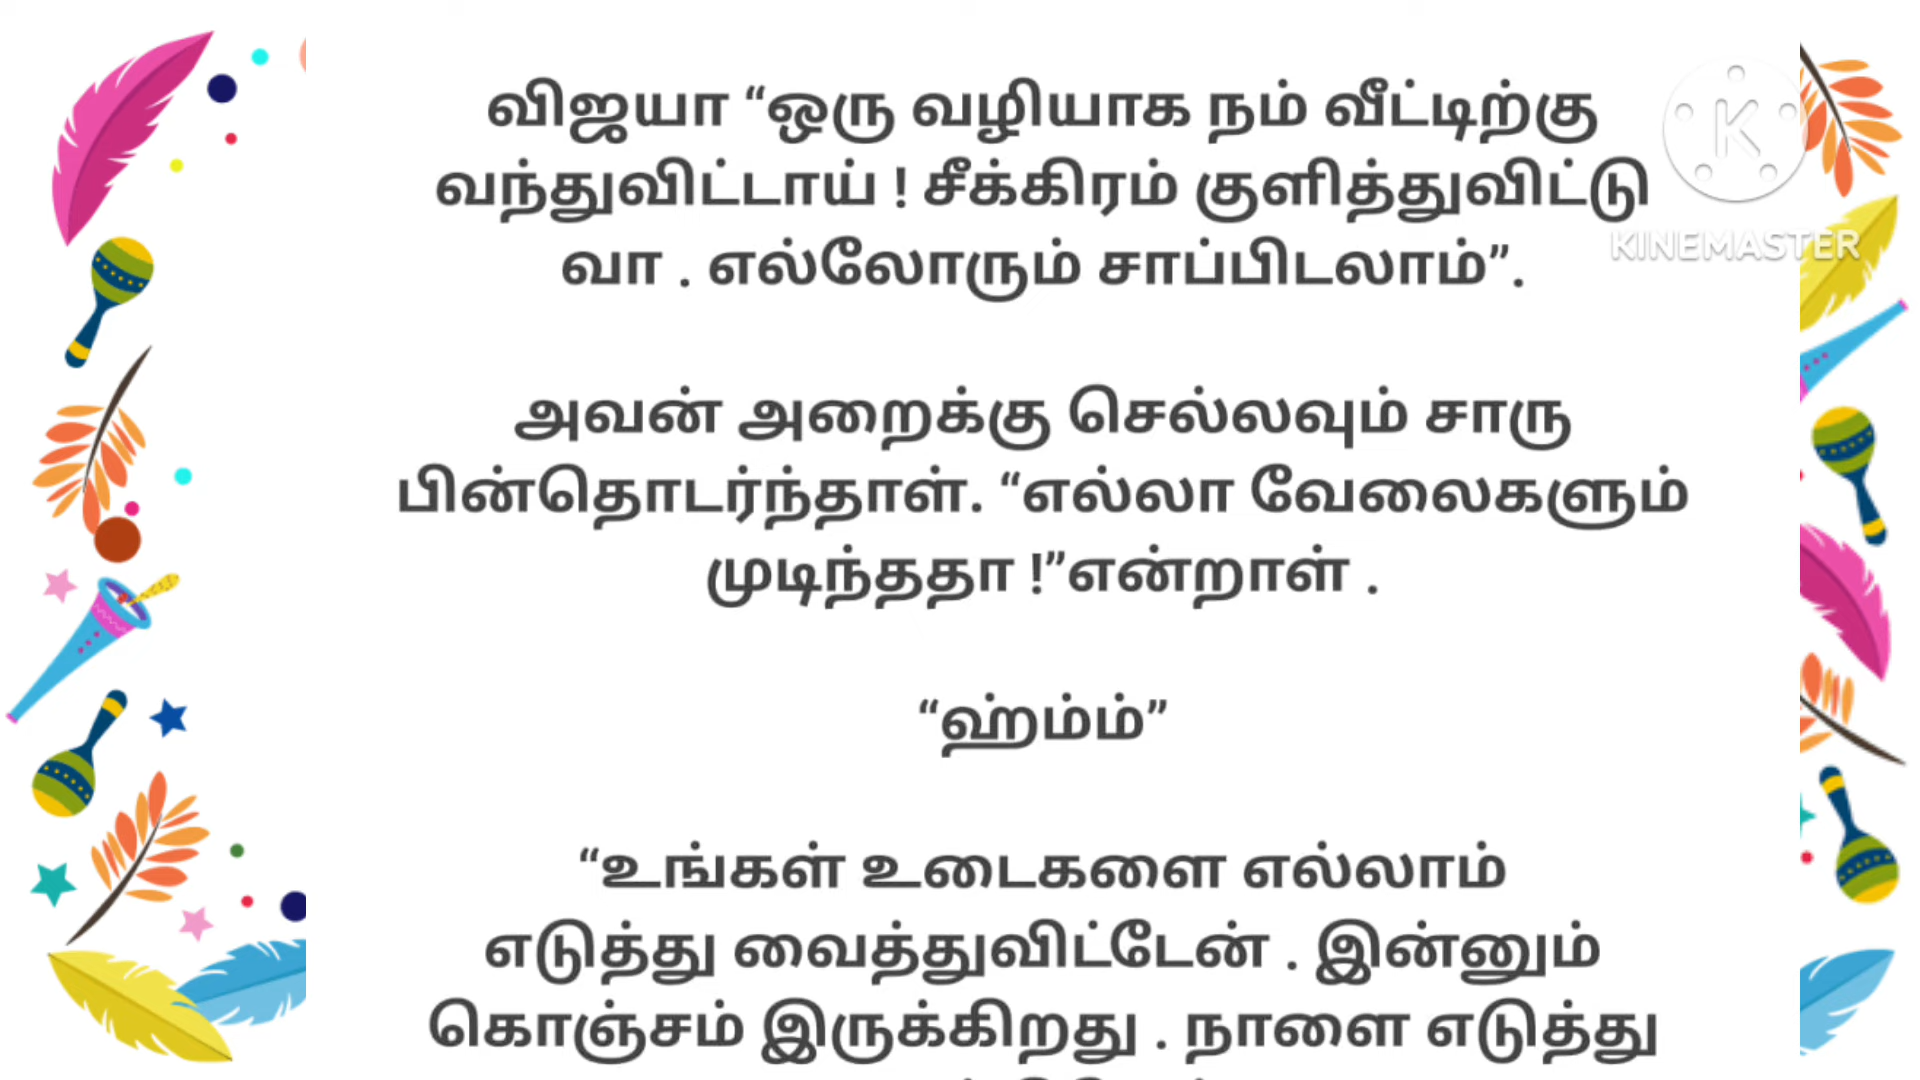 விஜயா “ஒரு வழியாக நம் வீட்டிற்கு
வந்துவிட்டாய் ! சீக்கிரம் குளித்துவிட்டு
வா . எல்லோரும் சாப்பிடலாம்”.
அவன் அறைக்கு செல்லவும் சாரு
பின்தொடர்ந்தாள். “எல்லா வேலைகளும்
முடிந்ததா !”என்றாள் .
“ஹ்ம்ம்”
“உங்கள் உடைகளை எல்லாம்
எடுத்து வைத்துவிட்டேன் . இன்னும்
கொஞ்சம் இருக்கிறது . நாளை எடுத்து
K
KINEMASTER